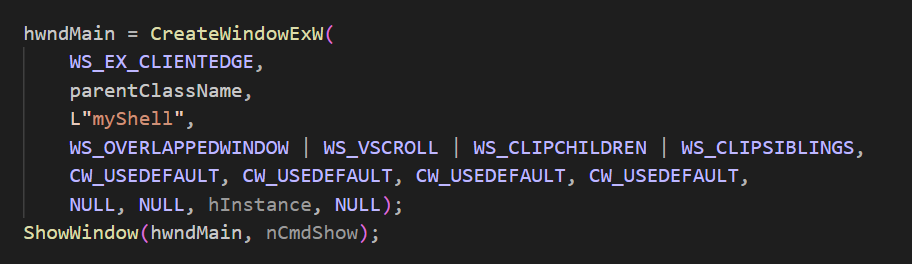 hwndMain = CreateWindowExW(
    WS_EX_CLIENTEDGE,
    parentClassName,
    L"myShell",
    WS_OVERLAPPEDWINDOW | WS_VSCROLL | WS_CLIPCHILDREN | WS_CLIPSIBLINGS,
    CW_USEDEFAULT, CW_USEDEFAULT, CW_USEDEFAULT, CW_USEDEFAULT,
    NULL, NULL, hInstance, NULL);
ShowWindow(hwndMain, nCmdShow);